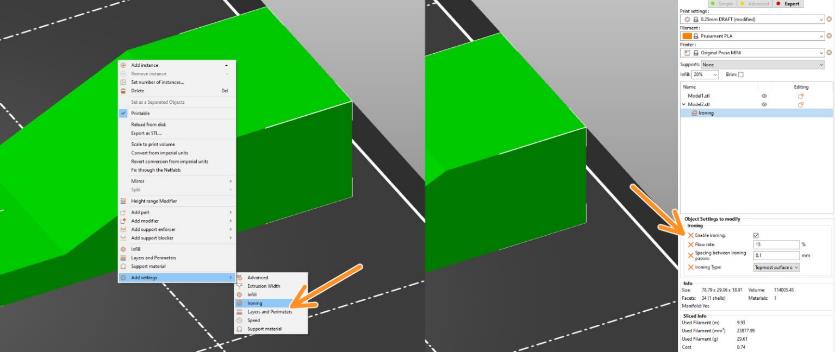 Add instance
Remove instance
Set number of instances...
Delete Del
Set as a Separated Objects
Printable
Reload from disk
Export as STL...
Scale to print volume
Convert from imperial units
Revert conversion from imperial units
Fix through the Netfabb
Mirror
Split
Height range Modifier
Add part
Add modifier
Add support enforcer
Add support blocker
Infill
Layers and Perimeters
Support material
Add settings
Advanced
Extrusion Width
Infill
Ironing
Layers and Perimeters
Speed
Support material
Simple Advanced Expert
Print settings :
0.25mm DRAFT (modified)
Filament :
Prusament PLA
Printer :
Original Prusa MINI
Supports: None
Infill: 20% Brim:
Name Editing
Model1.stl
Model2.stl
Ironing
Object Settings to modify
Ironing
Enable ironing:
Flow rate: 15 %
Spacing between ironing
passes: 0.1 mm
Ironing Type: Topmost surface o
Info
Size: 78.79 x 29.06 x 18.91 Volume: 114005.48
Facets: 24 (1 shells) Materials: 1
Manifold: Yes
Sliced Info
Used Filament (m) 9.93
Used Filament (mm³) 23877.99
Used Filament (g) 29.61
Cost 0.74